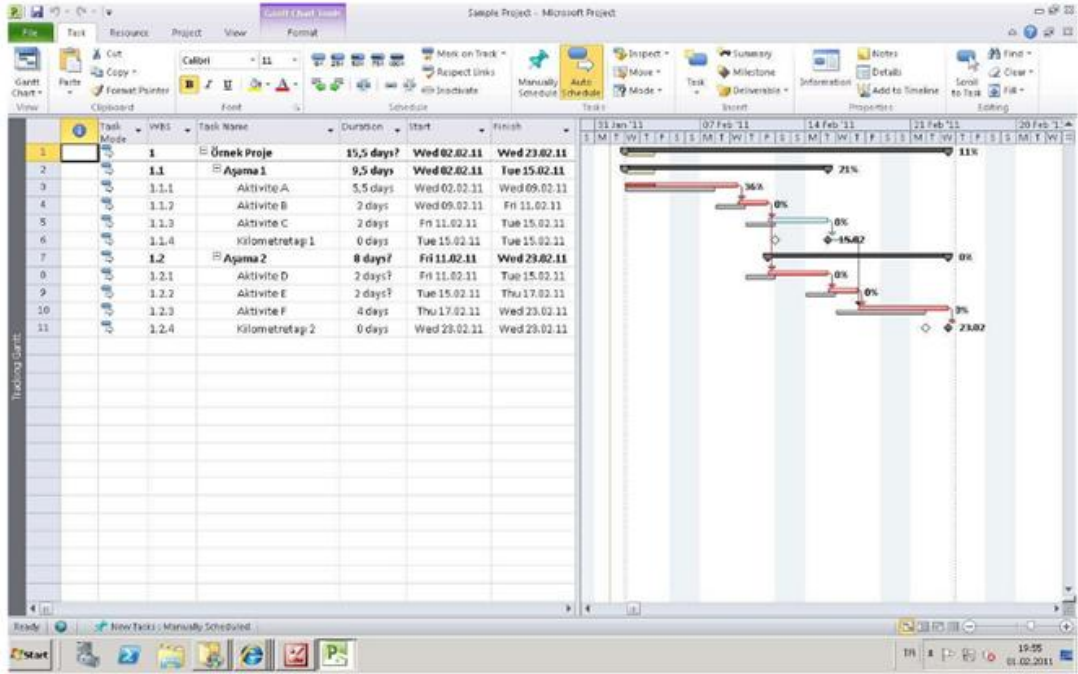 Gantt Chart Tools
Sample Project - Microsoft Project
File Task Resource Project View Format
Cut
Copy
Format Painter
Paste
Gantt Chart
View
Clipboard
Calibri 11
B I U
Font
Mark on Track
Respect Links
Inactivate
Schedule
Manually Schedule
Auto Schedule
Inspect
Move
Mode
Tasks
Task
Summary
Milestone
Deliverable
Insert
Information
Notes
Details
Add to Timeline
Properties
Scroll to Task
Find
Clear
Fill
Editing
Task Mode WBS Task Name Duration Start Finish
31 Jan '11 07 Feb '11 14 Feb '11 21 Feb '11
S M T W T F S S M T W T F S S M T W T F S S M T W T F S S M T W
1 1 Örnek Proje 15,5 days? Wed 02.02.11 Wed 23.02.11 11%
2 1.1 Aşama 1 9,5 days Wed 02.02.11 Tue 15.02.11 21%
3 1.1.1 Aktivite A 5,5 days Wed 02.02.11 Wed 09.02.11 36%
4 1.1.2 Aktivite B 2 days Wed 09.02.11 Fri 11.02.11 0%
5 1.1.3 Aktivite C 2 days Fri 11.02.11 Tue 15.02.11 0%
6 1.1.4 Kilometretaşı 1 0 days Tue 15.02.11 Tue 15.02.11 15.02
7 1.2 Aşama 2 8 days? Fri 11.02.11 Wed 23.02.11 0%
8 1.2.1 Aktivite D 2 days? Fri 11.02.11 Tue 15.02.11 0%
9 1.2.2 Aktivite E 2 days? Tue 15.02.11 Thu 17.02.11 0%
10 1.2.3 Aktivite F 4 days Thu 17.02.11 Wed 23.02.11 0%
11 1.2.4 Kilometretaşı 2 0 days Wed 23.02.11 Wed 23.02.11 23.02
Tracking Gantt
Ready New Tasks : Manually Scheduled
Start
TR
19:55
01.02.2011